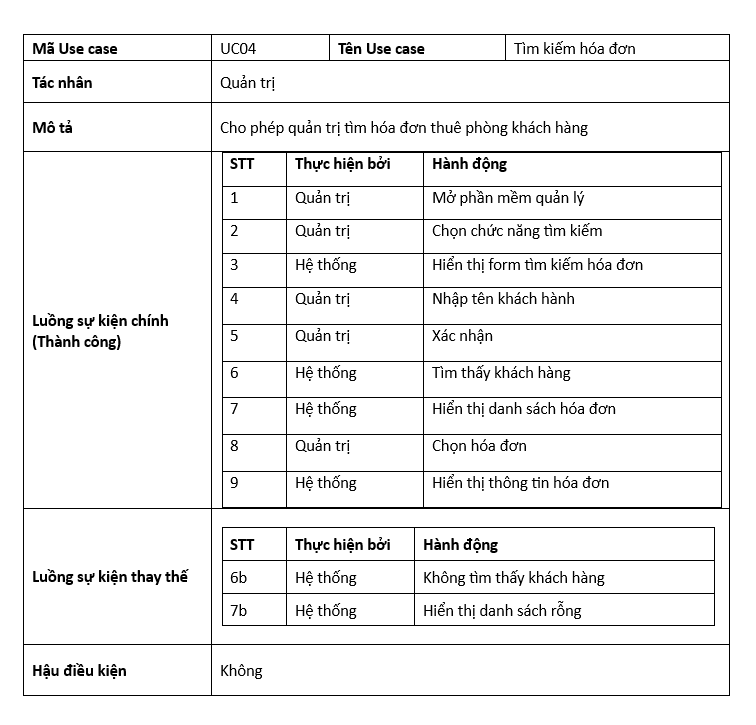 Mã Use case UC04 Tên Use case Tìm kiếm hóa đơn
Tác nhân Quản trị
Mô tả Cho phép quản trị tìm hóa đơn thuê phòng khách hàng
Luồng sự kiện chính
(Thành công)
STT Thực hiện bởi Hành động
1 Quản trị Mở phần mềm quản lý
2 Quản trị Chọn chức năng tìm kiếm
3 Hệ thống Hiển thị form tìm kiếm hóa đơn
4 Quản trị Nhập tên khách hành
5 Quản trị Xác nhận
6 Hệ thống Tìm thấy khách hàng
7 Hệ thống Hiển thị danh sách hóa đơn
8 Quản trị Chọn hóa đơn
9 Hệ thống Hiển thị thông tin hóa đơn
Luồng sự kiện thay thế
STT Thực hiện bởi Hành động
6b Hệ thống Không tìm thấy khách hàng
7b Hệ thống Hiển thị danh sách rỗng
Hậu điều kiện Không